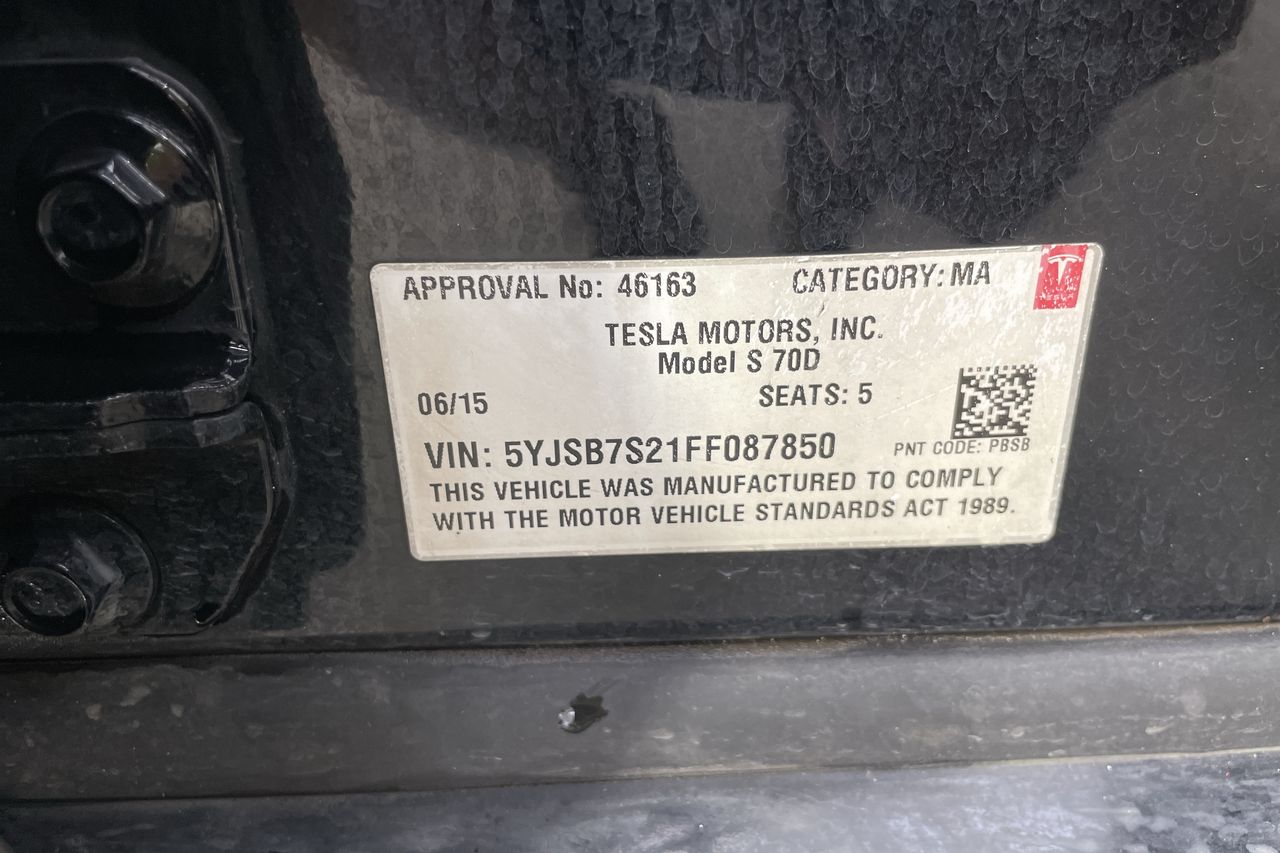 APPROVAL No: 46163 CATEGORY: MA
TESLA
TESLA MOTORS, INC.
Model S 70D
06/15 SEATS: 5
VIN: 5YJSB7S21FF087850
PNT CODE: PBSB
THIS VEHICLE WAS MANUFACTURED TO COMPLY
WITH THE MOTOR VEHICLE STANDARDS ACT 1989.